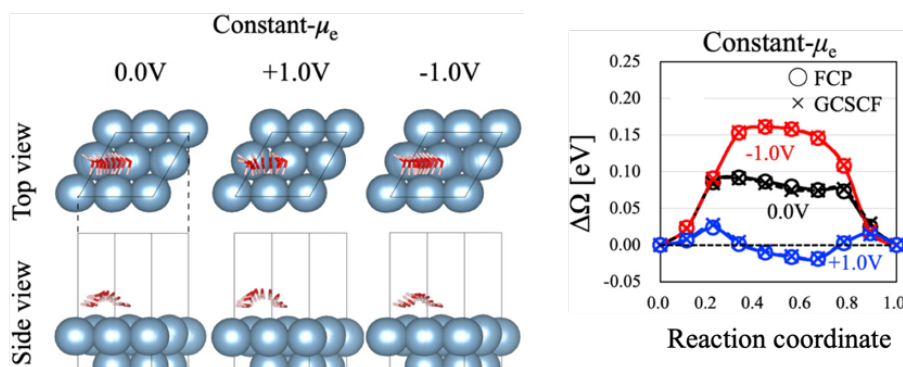 Constant-μe
0.0V +1.0V -1.0V
Top view
Side view
Constant-μe
○ FCP
× GCSCF
ΔΩ [eV]
0.25
0.20
0.15
0.10
0.05
0.00
-0.05
-1.0V
0.0V
+1.0V
0.0 0.2 0.4 0.6 0.8 1.0
Reaction coordinate